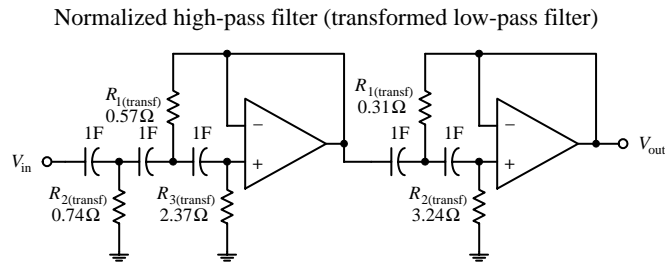 Normalized high-pass filter (transformed low-pass filter)
R1(transf)
0.57Ω
R1(transf)
0.31Ω
1F
1F
1F
−
1F
1F
−
Vin
+
+
Vout
R2(transf)
0.74Ω
R3(transf)
2.37Ω
R2(transf)
3.24Ω